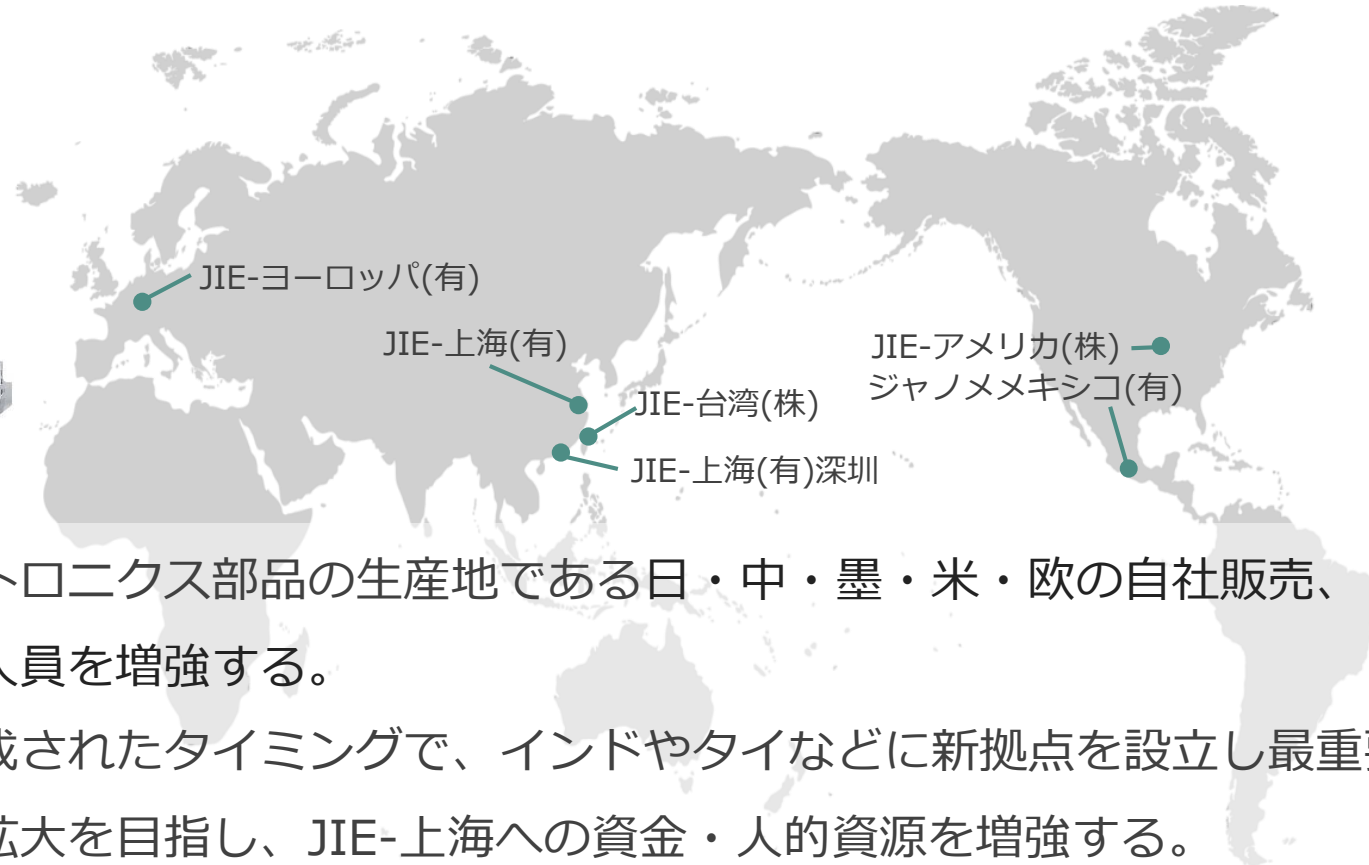 JIE-ヨーロッパ(有)
JIE-上海(有)
JIE-アメリカ(株)
ジャノメメキシコ(有)
JIE-台湾(株)
JIE-上海(有)深圳
トロニクス部品の生産地である日・中・墨・米・欧の自社販売、
人員を増強する。
成されたタイミングで、インドやタイなどに新拠点を設立し最重要
拡大を目指し、JIE-上海への資金・人的資源を増強する。